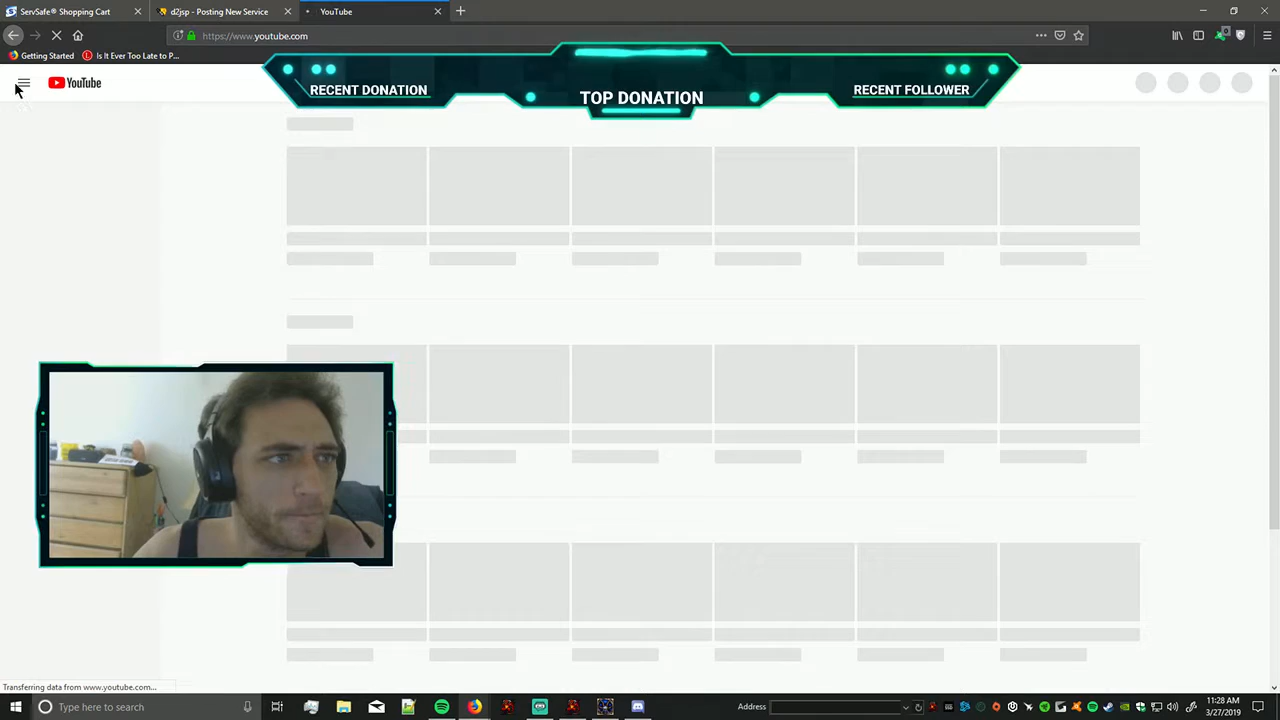 ServSafe® Shopping Cart
d2jsp - Posting New Service
YouTube
https://www.youtube.com
Getting Started
Is It Ever Too Late to P...
YouTube
RECENT DONATION
TOP DONATION
RECENT FOLLOWER
Transferring data from www.youtube.com...
Type here to search
Address
11:28 AM
3/27/2019